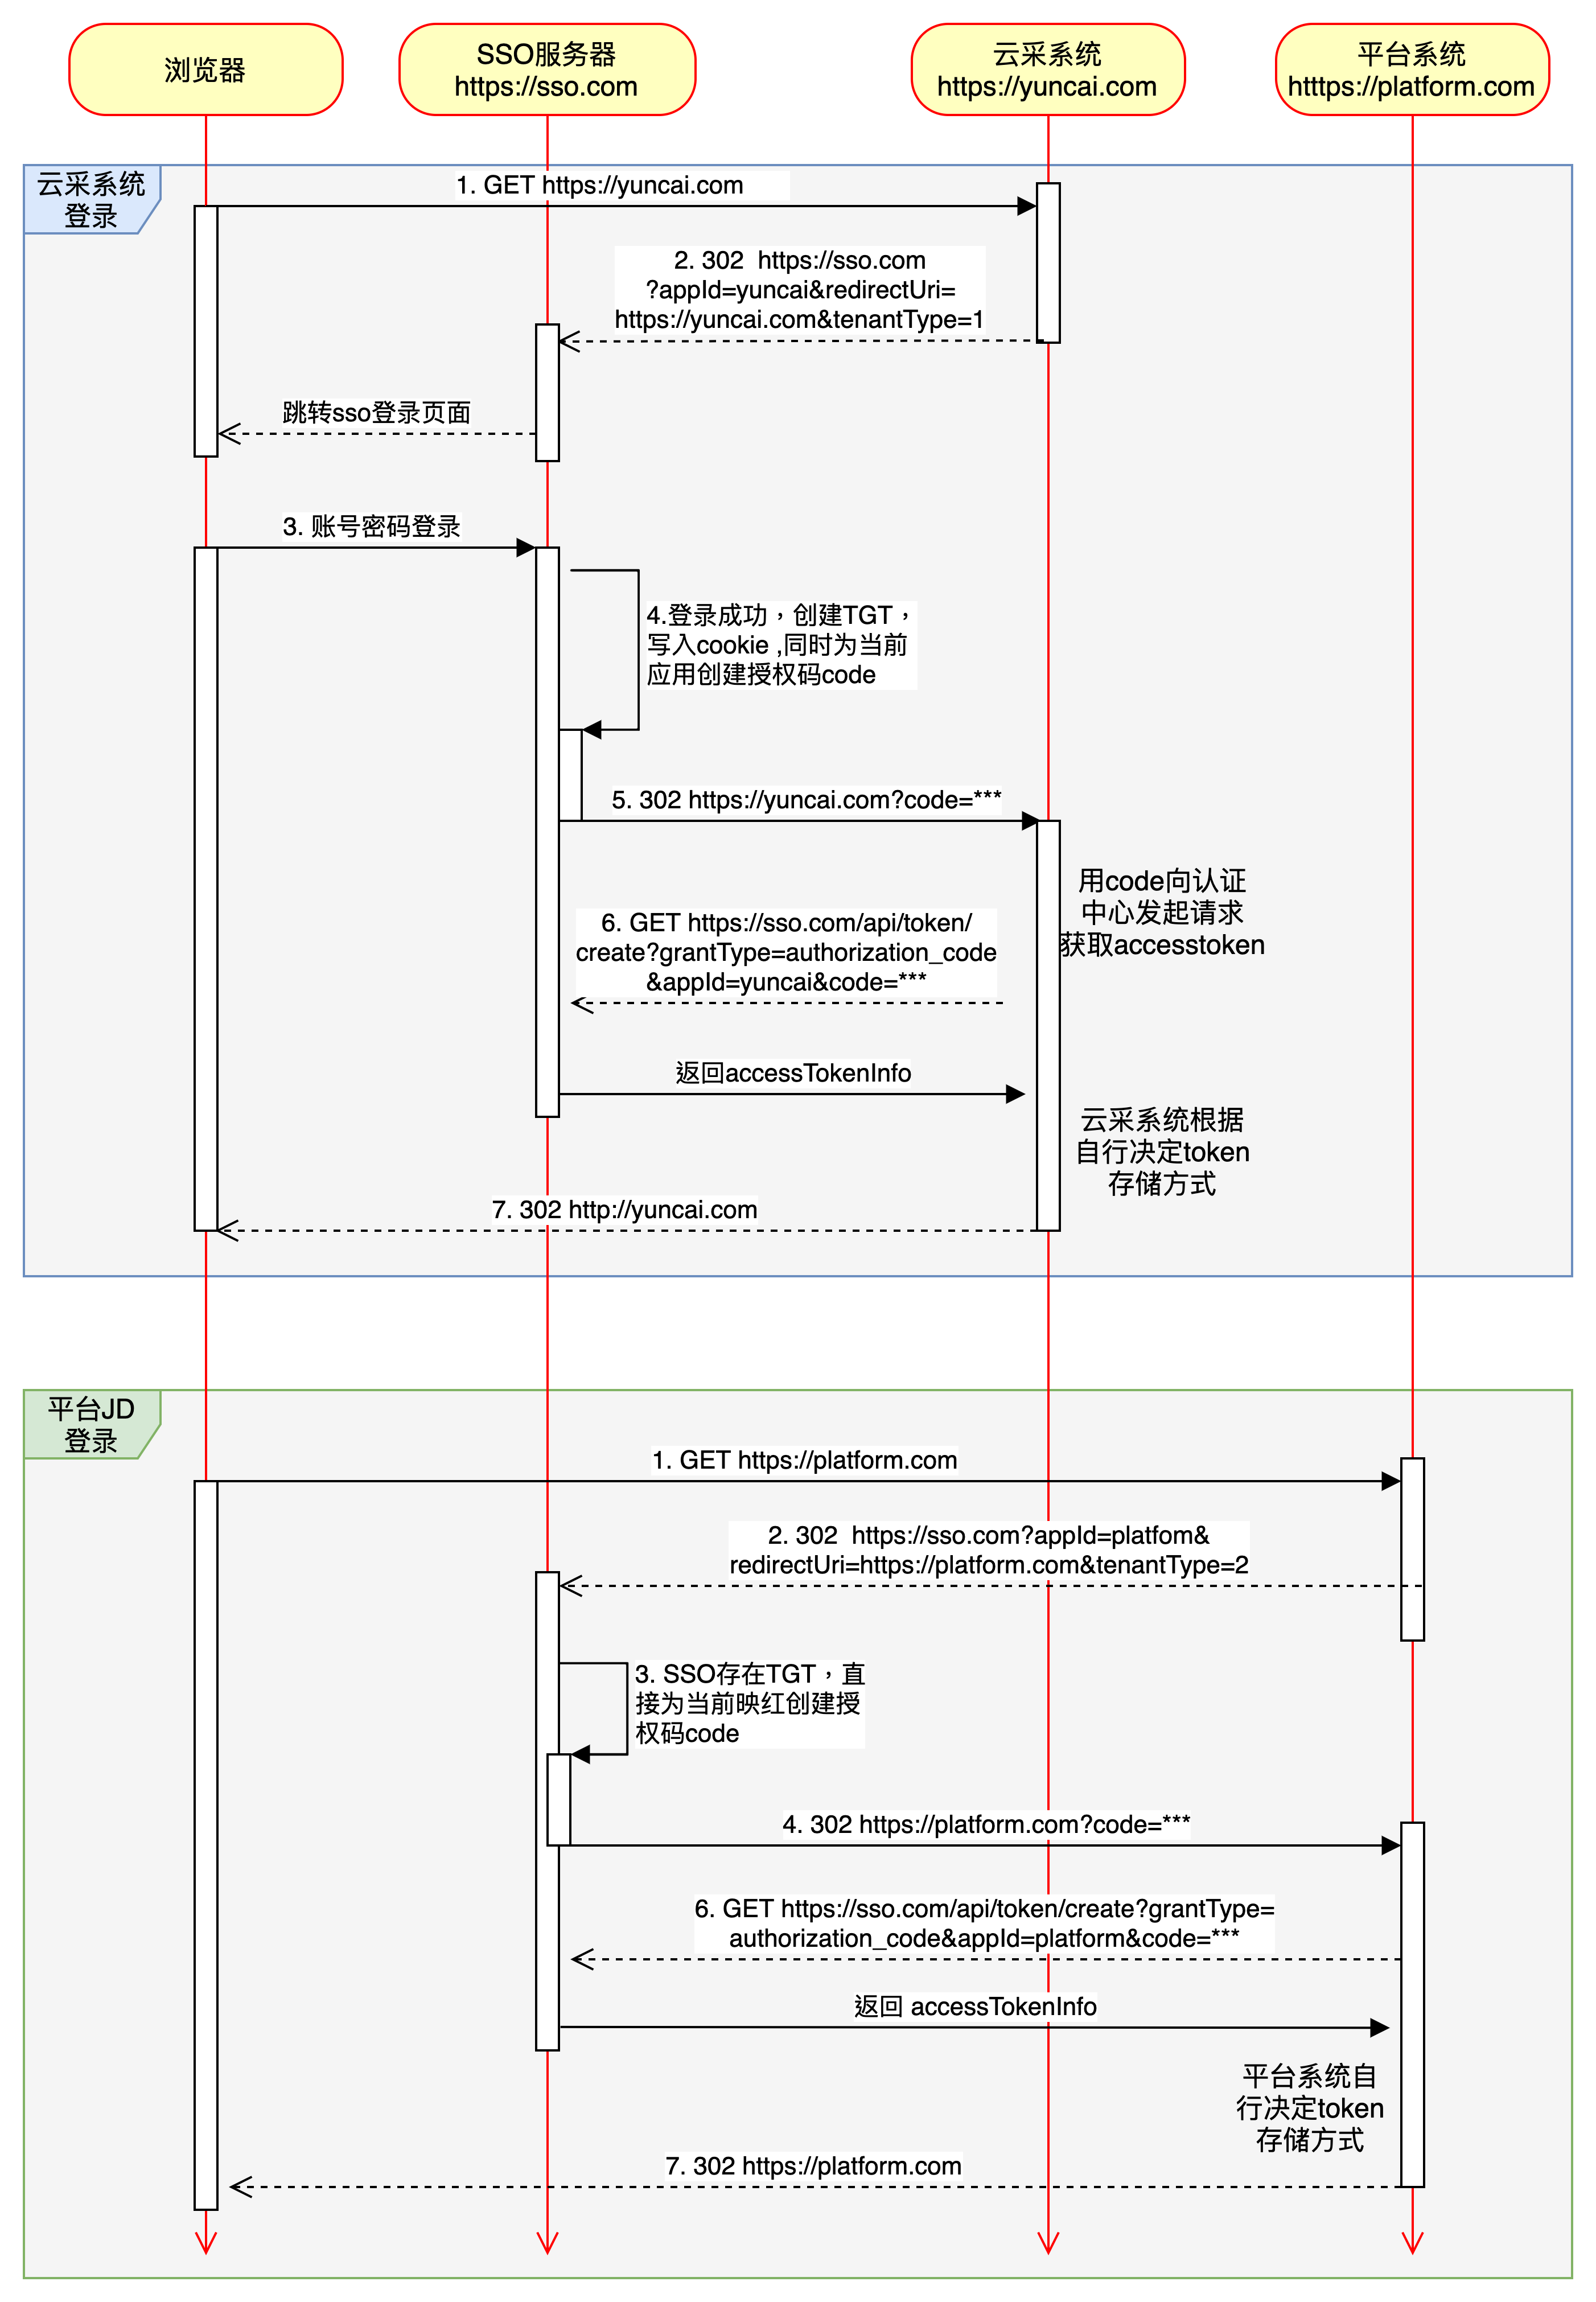 浏览器
SSO服务器
https://sso.com
云采系统
https://yuncai.com
平台系统
htttps://platform.com
云采系统
登录
1. GET https://yuncai.com
2. 302  https://sso.com
?appId=yuncai&redirectUri=
https://yuncai.com&tenantType=1
跳转sso登录页面
3. 账号密码登录
4.登录成功，创建TGT，
写入cookie ,同时为当前
应用创建授权码code
5. 302 https://yuncai.com?code=***
用code向认证
中心发起请求
获取accesstoken
6. GET https://sso.com/api/token/
create?grantType=authorization_code
&appId=yuncai&code=***
返回accessTokenInfo
云采系统根据
自行决定token
存储方式
7. 302 http://yuncai.com
平台JD
登录
1. GET https://platform.com
2. 302  https://sso.com?appId=platfom&
redirectUri=https://platform.com&tenantType=2
3. SSO存在TGT，直
接为当前映红创建授
权码code
4. 302 https://platform.com?code=***
6. GET https://sso.com/api/token/create?grantType=
authorization_code&appId=platform&code=***
返回 accessTokenInfo
平台系统自
行决定token
存储方式
7. 302 https://platform.com